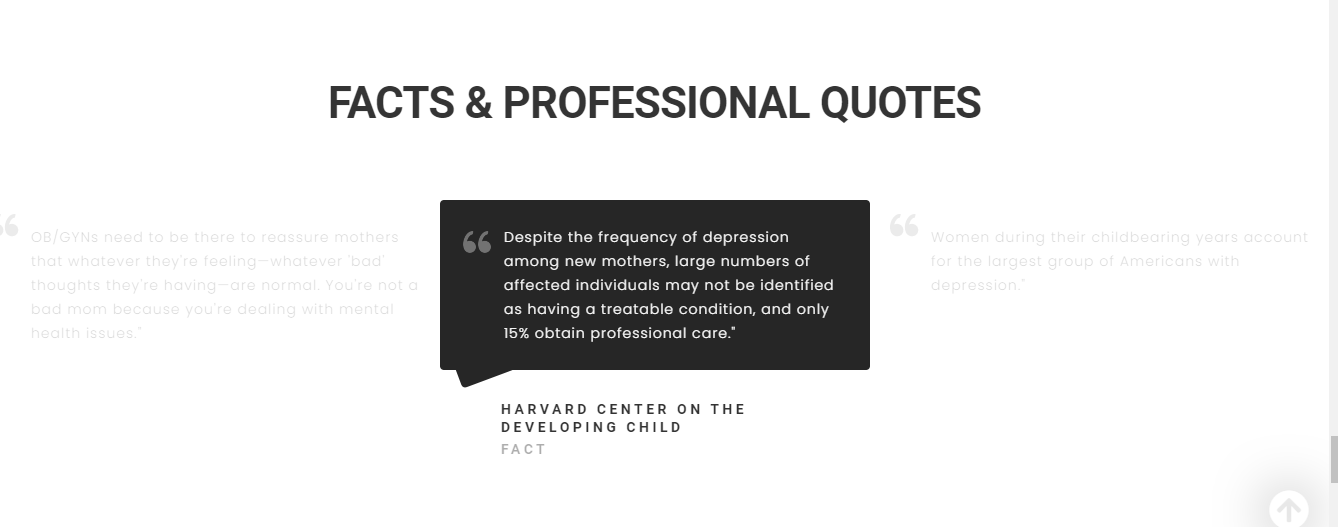 FACTS & PROFESSIONAL QUOTES
OB/GYNs need to be there to reassure mothers
that whatever they're feeling—whatever 'bad'
thoughts they're having—are normal. You're not a
bad mom because you're dealing with mental
health issues."
Despite the frequency of depression
among new mothers, large numbers of
affected individuals may not be identified
as having a treatable condition, and only
15% obtain professional care."
HARVARD CENTER ON THE
DEVELOPING CHILD
FACT
Women during their childbearing years account
for the largest group of Americans with
depression."